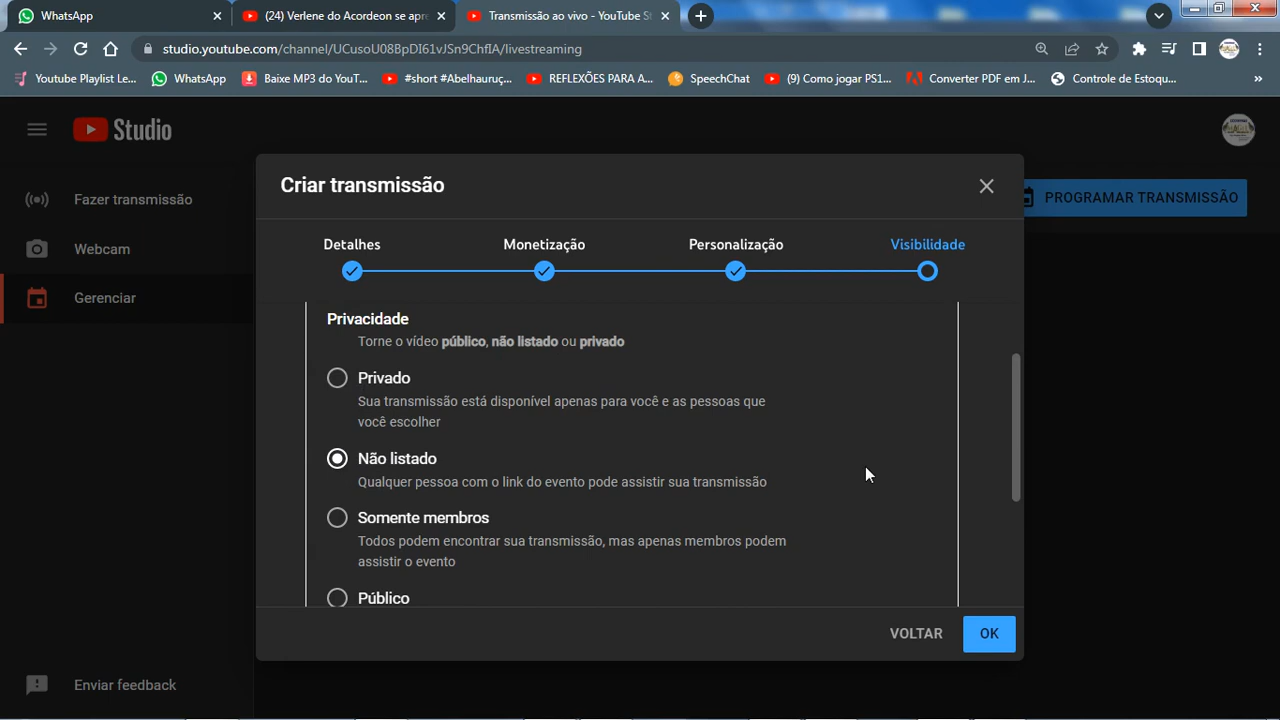 WhatsApp
(24) Verlene do Acordeon se apre
Transmissão ao vivo - YouTube St
studio.youtube.com/channel/UCusoU08BpDI61vJSn9ChfIA/livestreaming
Youtube Playlist Le...
WhatsApp
Baixe MP3 do YouT...
#short #Abelhauruç...
REFLEXÕES PARA A...
SpeechChat
(9) Como jogar PS1...
Converter PDF em J...
Controle de Estoqu...
»
Studio
Fazer transmissão
Webcam
Gerenciar
Enviar feedback
PROGRAMAR TRANSMISSÃO
Criar transmissão
Detalhes
Monetização
Personalização
Visibilidade
Privacidade
Torne o vídeo público, não listado ou privado
Privado
Sua transmissão está disponível apenas para você e as pessoas que
você escolher
Não listado
Qualquer pessoa com o link do evento pode assistir sua transmissão
Somente membros
Todos podem encontrar sua transmissão, mas apenas membros podem
assistir o evento
Público
VOLTAR
OK